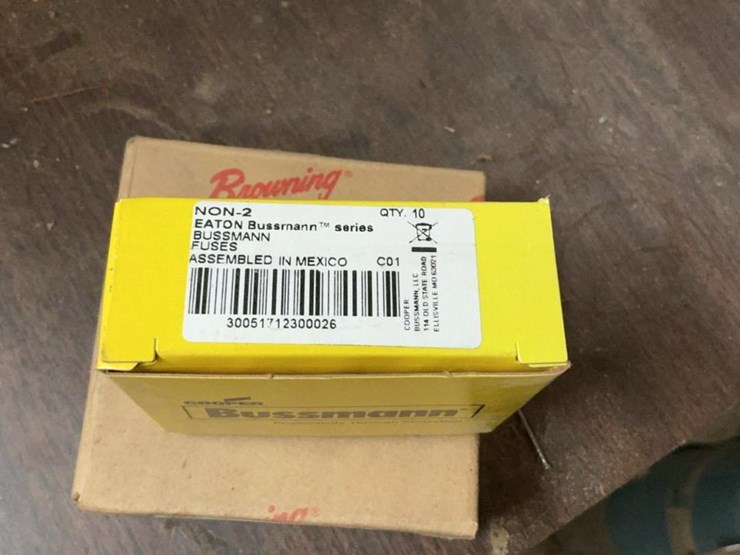 Browning®
NON-2 QTY. 10
EATON Bussmann™ series
BUSSMANN
FUSES
ASSEMBLED IN MEXICO C01
30051712300026
COOPER
BUSSMANN, LLC
114 OLD STATE ROAD
ELLISVILLE MO 63021
COOPER
Bussmann